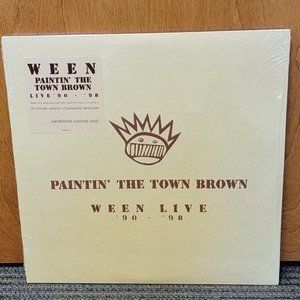 WEEN
PAINTIN' THE
TOWN BROWN
LIVE '90 - '98
sandstone colored vinyl
PAINTIN' THE TOWN BROWN
WEEN LIVE
'90 - '98